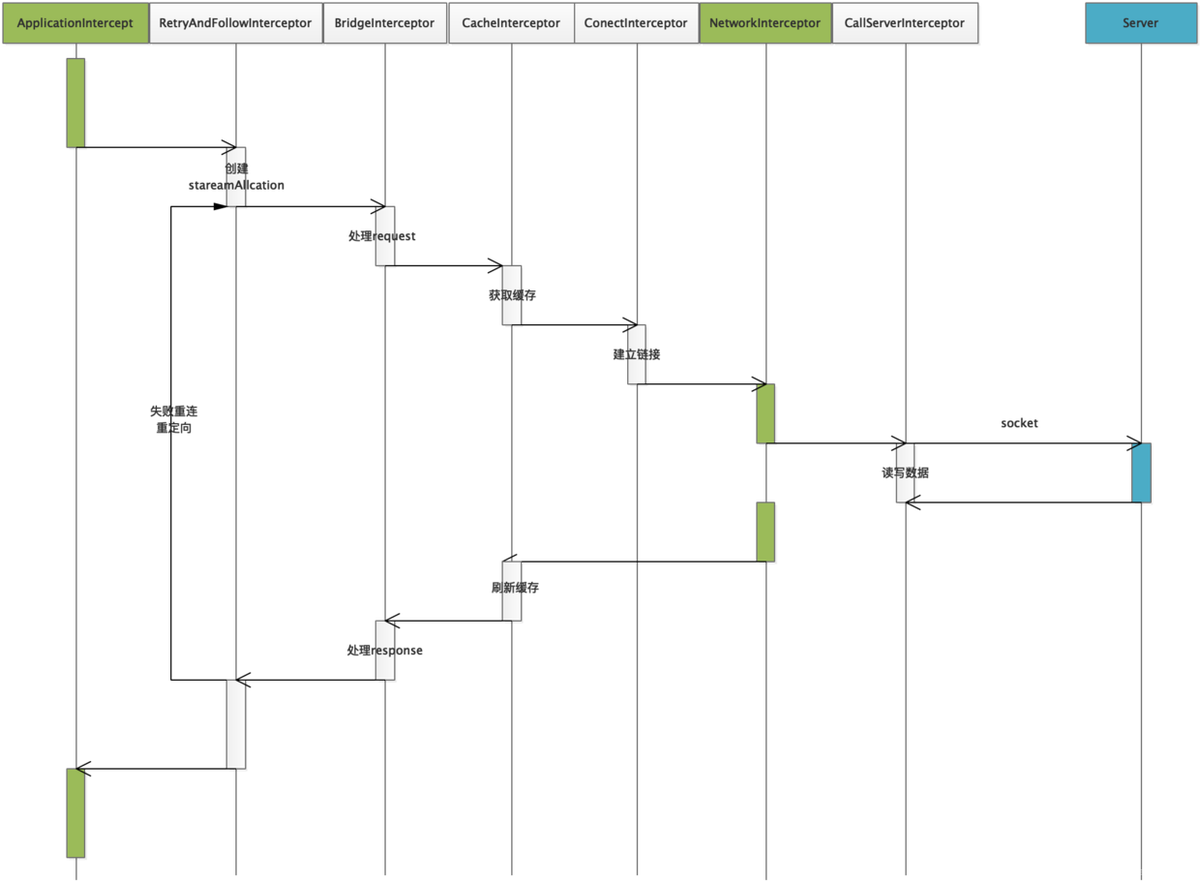 ApplicationIntercept
RetryAndFollowInterceptor
BridgeInterceptor
CacheInterceptor
ConectInterceptor
NetworkInterceptor
CallServerInterceptor
Server
创建
stareamAllcation
处理request
获取缓存
建立链接
失败重连
重定向
socket
读写数据
刷新缓存
处理response